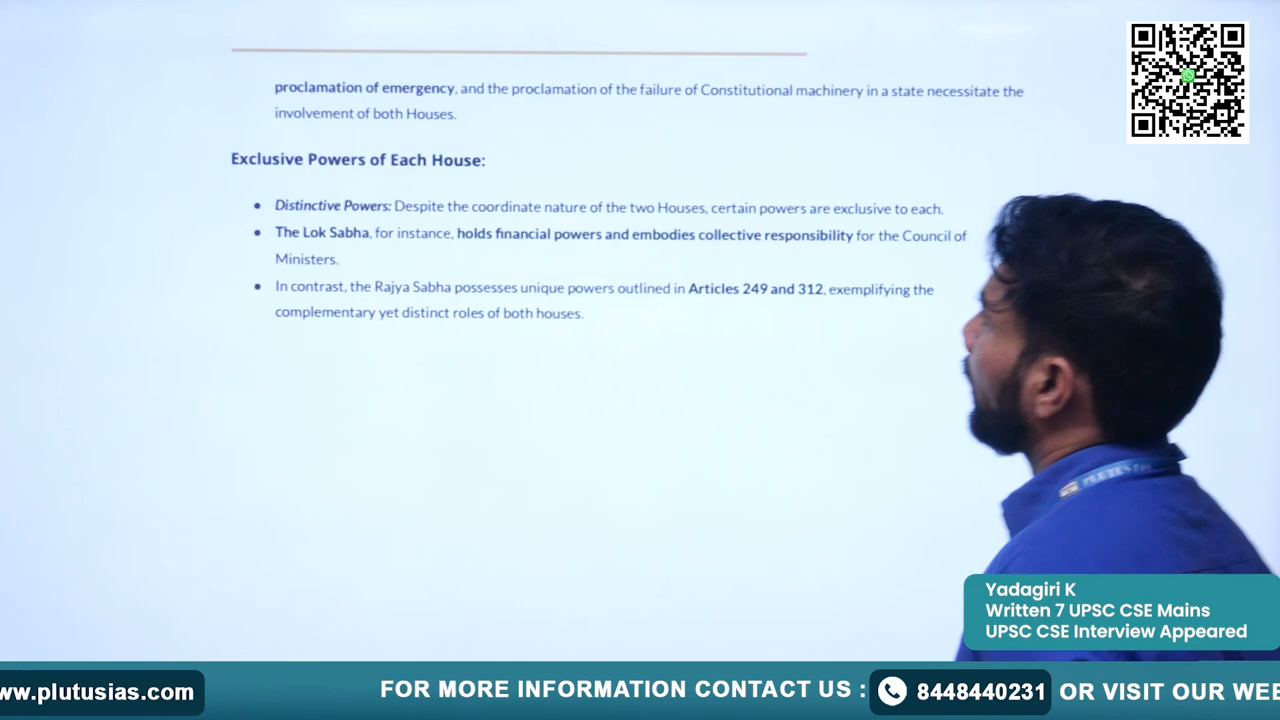 proclamation of emergency, and the proclamation of the failure of Constitutional machinery in a state necessitate the
involvement of both Houses.
Exclusive Powers of Each House:
• Distinctive Powers: Despite the coordinate nature of the two Houses, certain powers are exclusive to each.
• The Lok Sabha, for instance, holds financial powers and embodies collective responsibility for the Council of
Ministers.
• In contrast, the Rajya Sabha possesses unique powers outlined in Articles 249 and 312, exemplifying the
complementary yet distinct roles of both houses.
Yadagiri K
Written 7 UPSC CSE Mains
UPSC CSE Interview Appeared
ww.plutusias.com
FOR MORE INFORMATION CONTACT US :
8448440231
OR VISIT OUR WEB